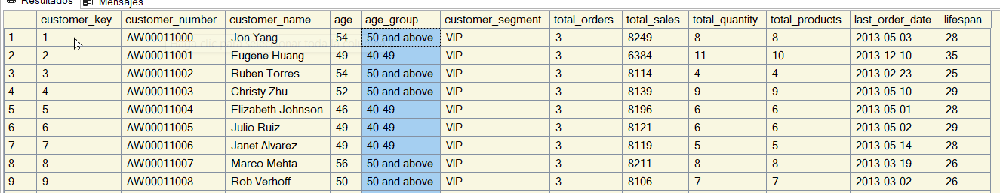 Resultados Mensajes
customer_key customer_number customer_name age age_group customer_segment total_orders total_sales total_quantity total_products last_order_date lifespan
1 1 AW00011000 Jon Yang 54 50 and above VIP 3 8249 8 8 2013-05-03 28
2 2 AW00011001 Eugene Huang 49 40-49 VIP 3 6384 11 10 2013-12-10 35
3 3 AW00011002 Ruben Torres 54 50 and above VIP 3 8114 4 4 2013-02-23 25
4 4 AW00011003 Christy Zhu 52 50 and above VIP 3 8139 9 9 2013-05-10 29
5 5 AW00011004 Elizabeth Johnson 46 40-49 VIP 3 8196 6 6 2013-05-01 28
6 6 AW00011005 Julio Ruiz 49 40-49 VIP 3 8121 6 6 2013-05-02 29
7 7 AW00011006 Janet Alvarez 49 40-49 VIP 3 8119 5 5 2013-05-14 28
8 8 AW00011007 Marco Mehta 56 50 and above VIP 3 8211 8 8 2013-03-19 26
9 9 AW00011008 Rob Verhoff 50 50 and above VIP 3 8106 7 7 2013-03-02 26